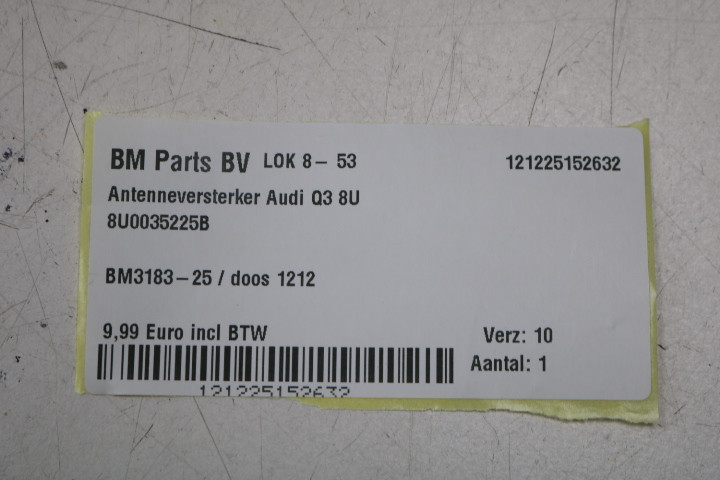 BM Parts BV LOK 8- 53 121225152632
Antenneversterker Audi Q3 8U
8U0035225B
BM3183-25 / doos 1212
9,99 Euro incl BTW Verz: 10
Aantal: 1
121225152632